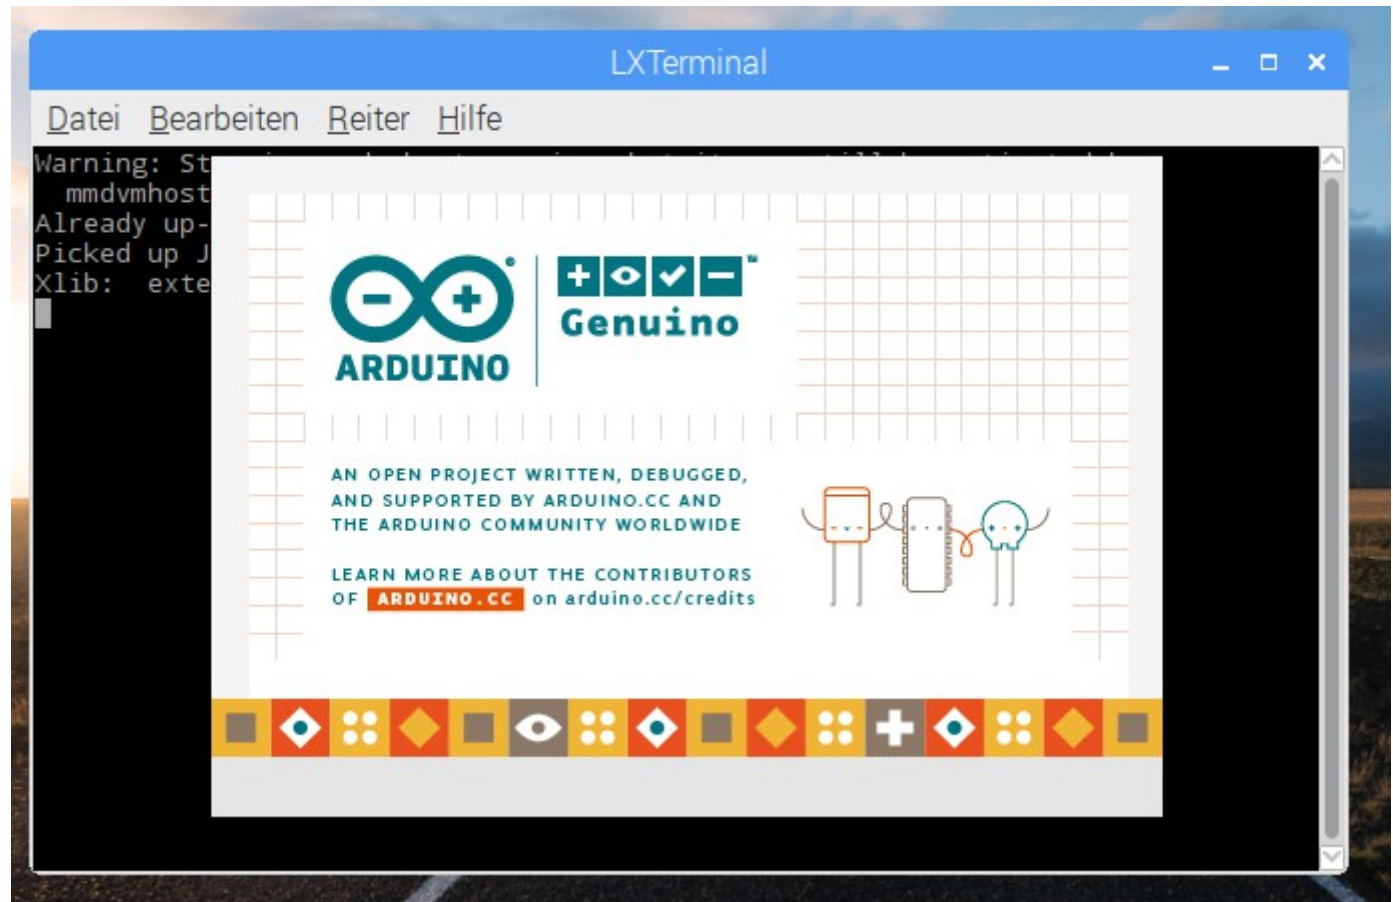 LXTerminal
Datei Bearbeiten Reiter Hilfe
Warning: St
mmdvmhost
Already up-
Picked up J
Xlib: exte
ARDUINO
Genuino
™
AN OPEN PROJECT WRITTEN, DEBUGGED,
AND SUPPORTED BY ARDUINO.CC AND
THE ARDUINO COMMUNITY WORLDWIDE
LEARN MORE ABOUT THE CONTRIBUTORS
OF ARDUINO.CC on arduino.cc/credits